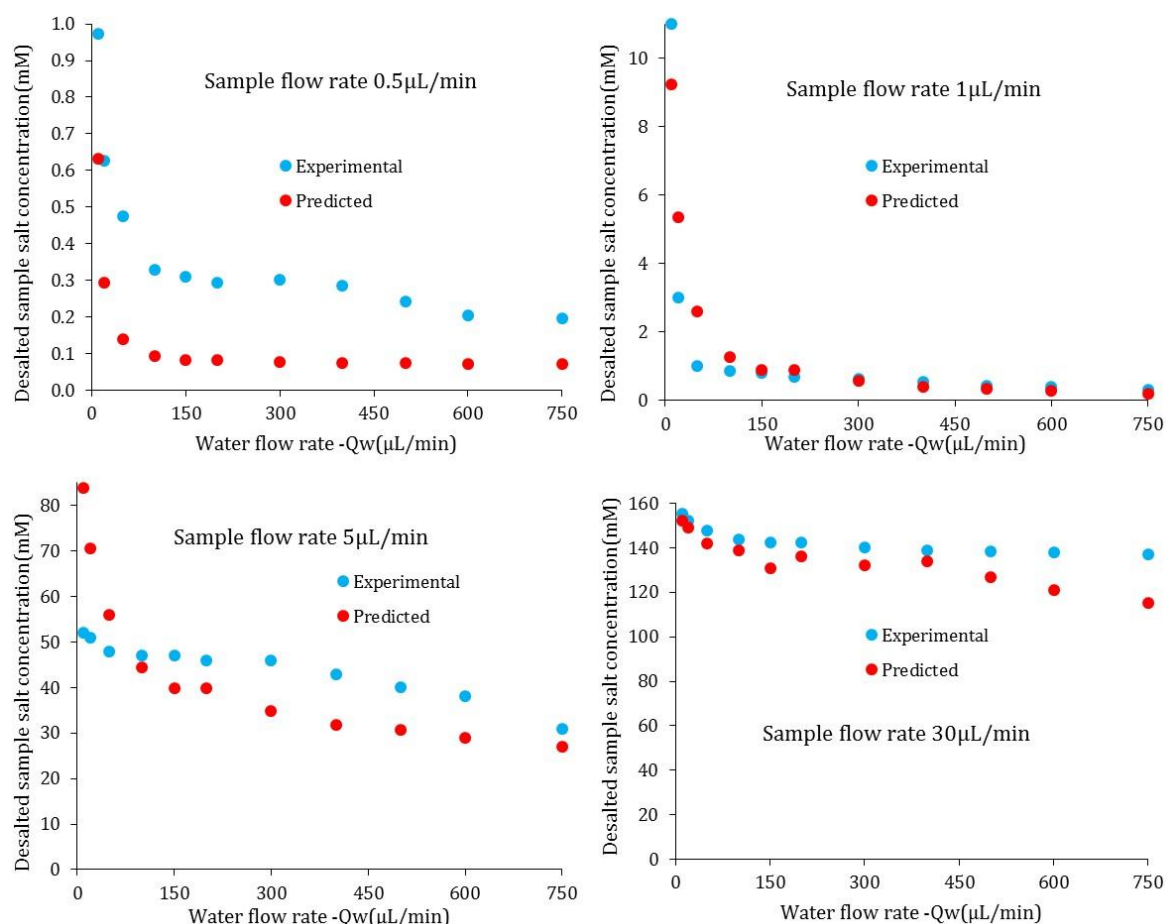 Desalted sample salt concentration(mM)
1.0
0.9
0.8
0.7
0.6
0.5
0.4
0.3
0.2
0.1
0.0
Sample flow rate 0.5μL/min
Experimental
Predicted
0 150 300 450 600 750
Water flow rate -Qw(μL/min)
Desalted sample salt concentration(mM)
10
8
6
4
2
0
Sample flow rate 1μL/min
Experimental
Predicted
0 150 300 450 600 750
Water flow rate -Qw(μL/min)
Desalted sample salt concentration(mM)
80
70
60
50
40
30
20
10
0
Sample flow rate 5μL/min
Experimental
Predicted
0 150 300 450 600 750
Water flow rate -Qw(μL/min)
Desalted sample salt concentration(mM)
160
140
120
100
80
60
40
20
0
Experimental
Predicted
Sample flow rate 30μL/min
0 150 300 450 600 750
Water flow rate -Qw(μL/min)